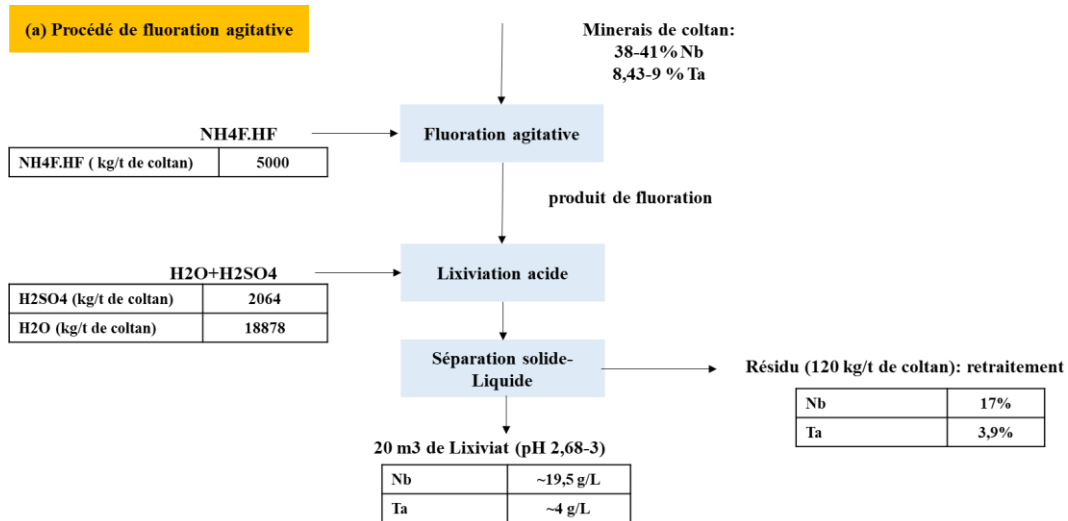 (a) Procédé de fluoration agitative
Minerais de coltan:
38-41% Nb
8,43-9 % Ta
NH4F.HF
Fluoration agitative
NH4F.HF ( kg/t de coltan) 5000
produit de fluoration
H2O+H2SO4
Lixiviation acide
H2SO4 (kg/t de coltan) 2064
H2O (kg/t de coltan) 18878
Séparation solide-
Liquide
Résidu (120 kg/t de coltan): retraitement
Nb 17%
Ta 3,9%
20 m3 de Lixiviat (pH 2,68-3)
Nb ~19,5 g/L
Ta ~4 g/L